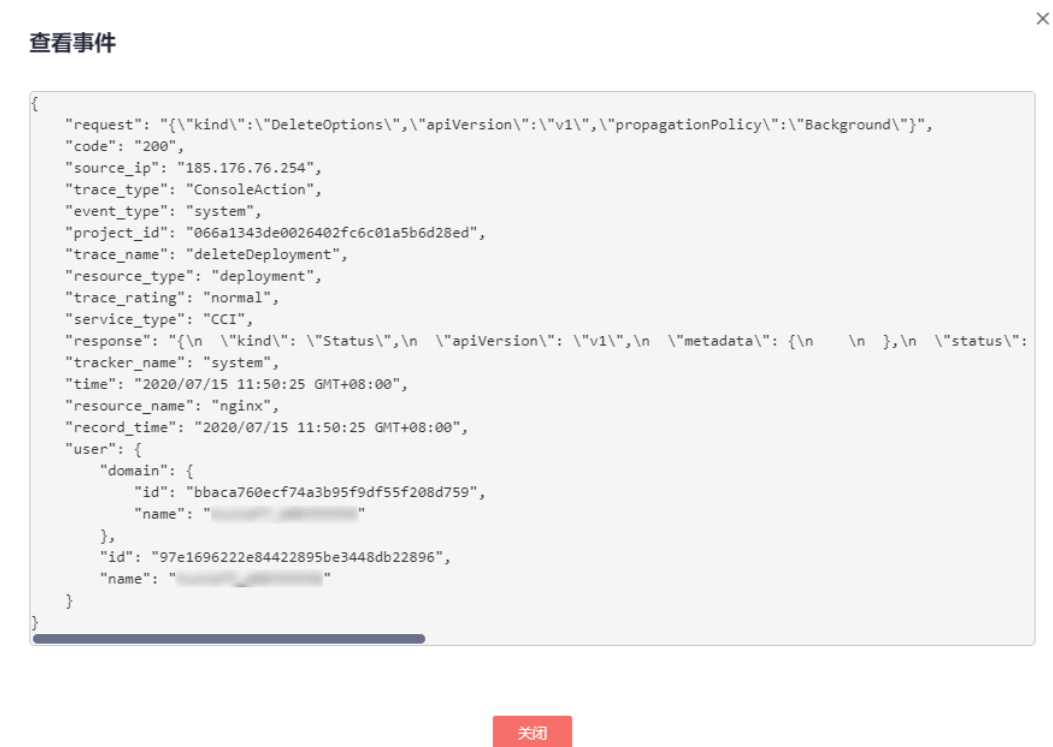 查看事件
{
    "request": "{\"kind\":\"DeleteOptions\",\"apiVersion\":\"v1\",\"propagationPolicy\":\"Background\"}",
    "code": "200",
    "source_ip": "185.176.76.254",
    "trace_type": "ConsoleAction",
    "event_type": "system",
    "project_id": "066a1343de0026402fc6c01a5b6d28ed",
    "trace_name": "deleteDeployment",
    "resource_type": "deployment",
    "trace_rating": "normal",
    "service_type": "CCI",
    "response": "{\n  \"kind\": \"Status\",\n  \"apiVersion\": \"v1\",\n  \"metadata\": {\n    \n  },\n  \"status\":
    "tracker_name": "system",
    "time": "2020/07/15 11:50:25 GMT+08:00",
    "resource_name": "nginx",
    "record_time": "2020/07/15 11:50:25 GMT+08:00",
    "user": {
        "domain": {
            "id": "bbaca760ecf74a3b95f9df55f208d759",
            "name": " "
        },
        "id": "97e1696222e84422895be3448db22896",
        "name": " "
    }
}
关闭